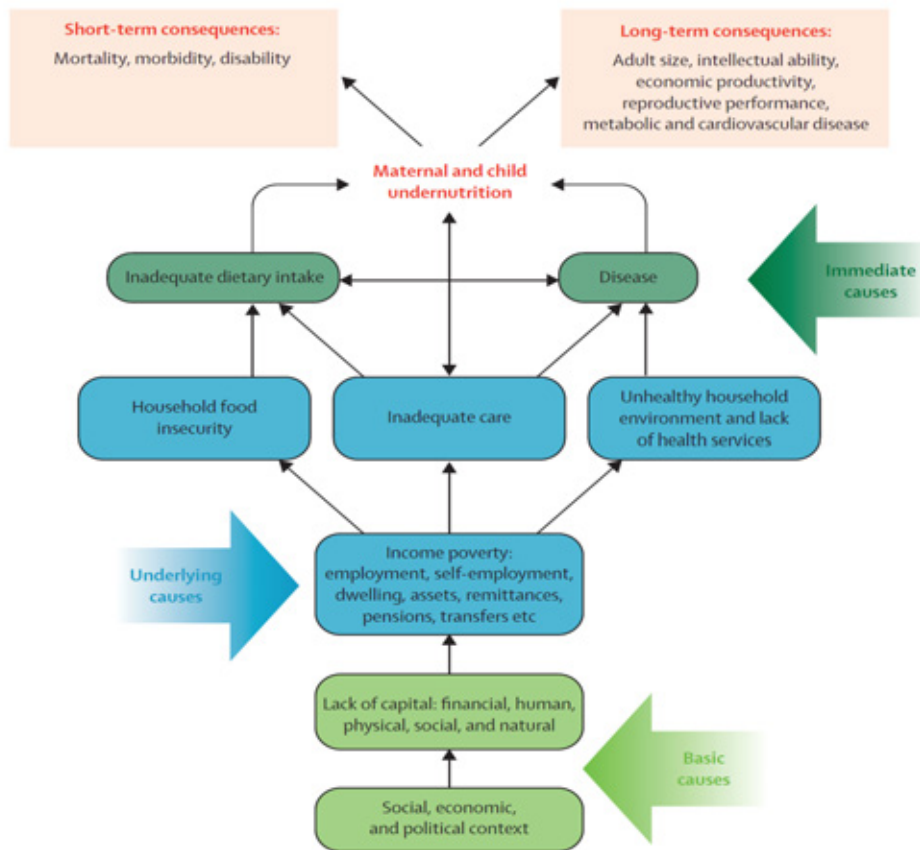 Short-term consequences:
Mortality, morbidity, disability
Long-term consequences:
Adult size, intellectual ability,
economic productivity,
reproductive performance,
metabolic and cardiovascular disease
Maternal and child
undernutrition
Inadequate dietary intake
Disease
Immediate
causes
Household food
insecurity
Inadequate care
Unhealthy household
environment and lack
of health services
Underlying
causes
Income poverty:
employment, self-employment,
dwelling, assets, remittances,
pensions, transfers etc
Lack of capital: financial, human,
physical, social, and natural
Basic
causes
Social, economic,
and political context